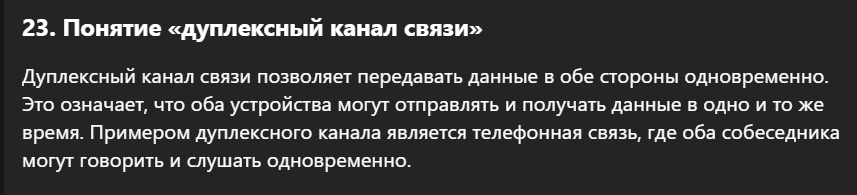 23. Понятие «дуплексный канал связи»
Дуплексный канал связи позволяет передавать данные в обе стороны одновременно.
Это означает, что оба устройства могут отправлять и получать данные в одно и то же
время. Примером дуплексного канала является телефонная связь, где оба собеседника
могут говорить и слушать одновременно.